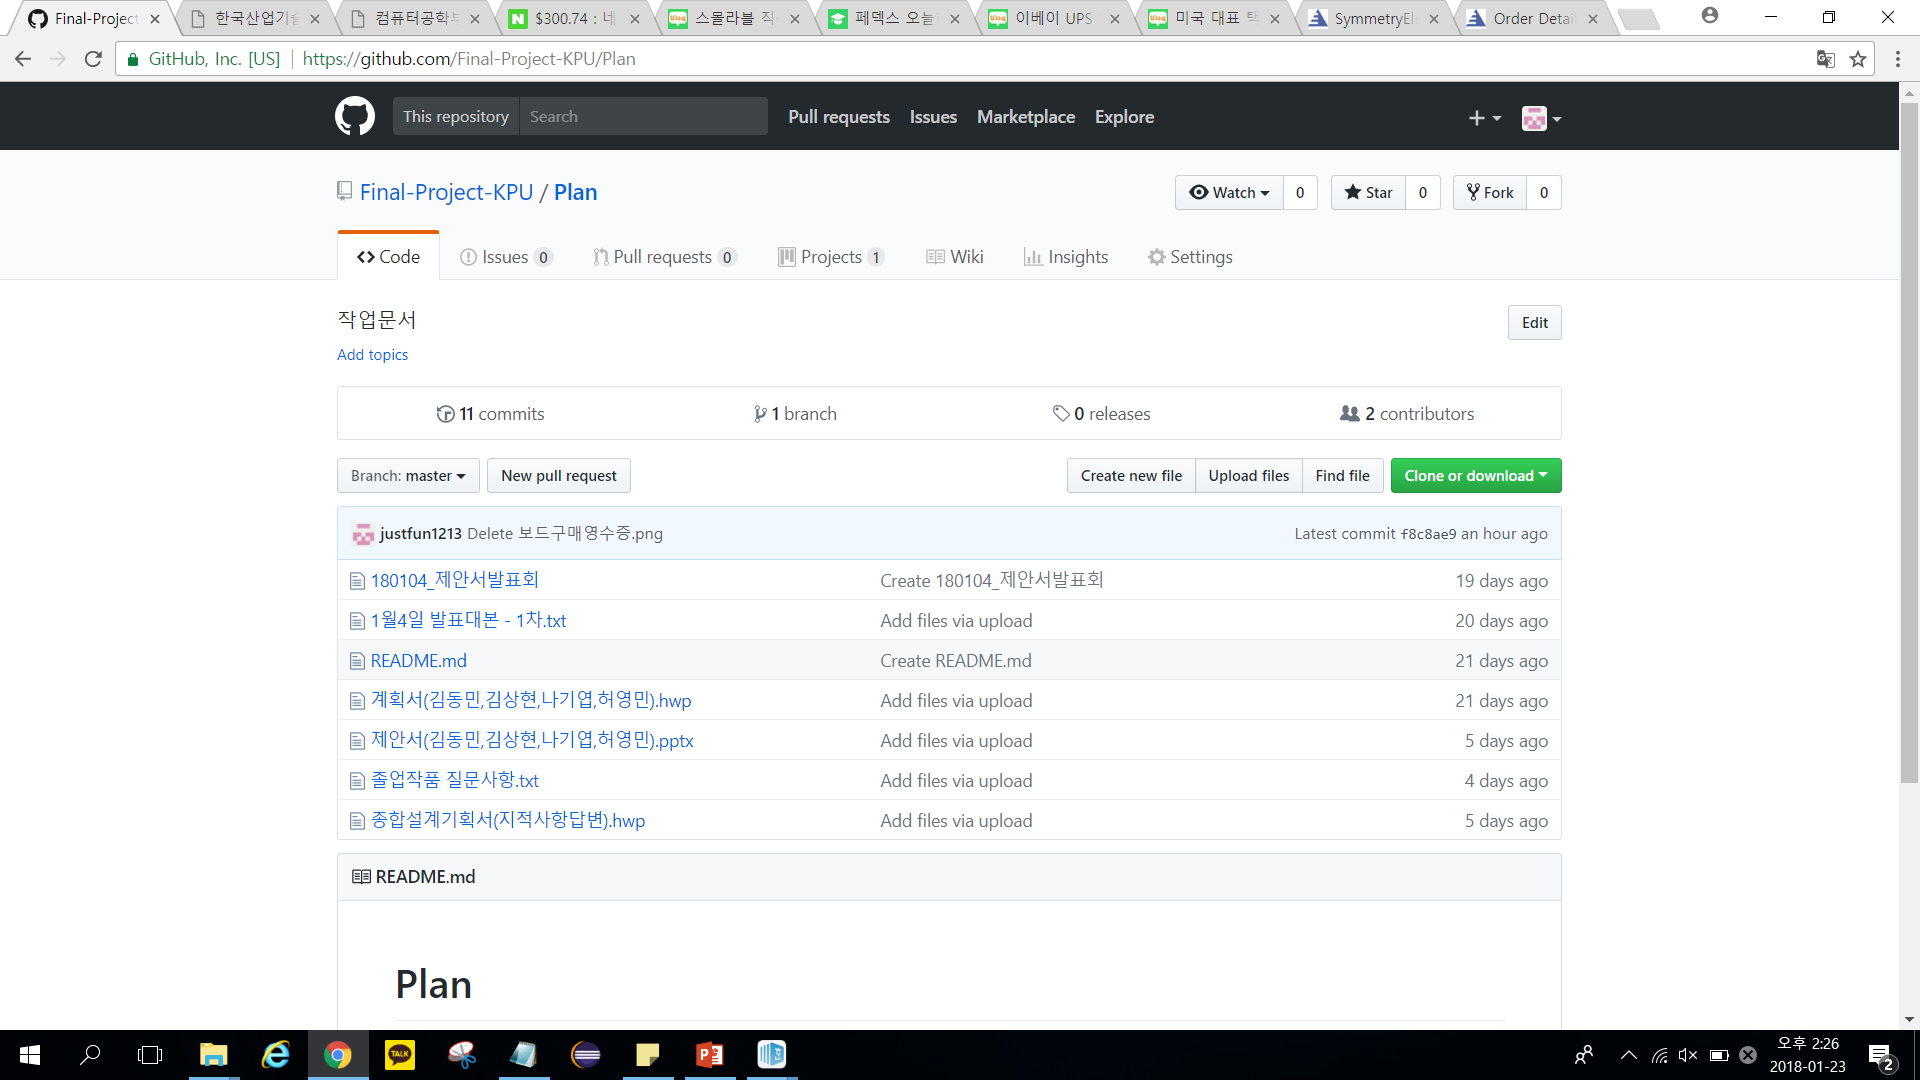 Final-Project 한국산업기술 컴퓨터공학부 $300.74 : 네 스몰라블 직 페덱스 오늘 이베이 UPS 미국 대표 택 SymmetryEle Order Detail
GitHub, Inc. [US] https://github.com/Final-Project-KPU/Plan
This repository Search Pull requests Issues Marketplace Explore
Final-Project-KPU / Plan Watch 0 Star 0 Fork 0
Code Issues 0 Pull requests 0 Projects 1 Wiki Insights Settings
작업문서 Edit
Add topics
11 commits 1 branch 0 releases 2 contributors
Branch: master New pull request Create new file Upload files Find file Clone or download
justfun1213 Delete 보드구매영수증.png Latest commit f8c8ae9 an hour ago
180104_제안서발표회 Create 180104_제안서발표회 19 days ago
1월4일 발표대본 - 1차.txt Add files via upload 20 days ago
README.md Create README.md 21 days ago
계획서(김동민,김상현,나기엽,허영민).hwp Add files via upload 21 days ago
제안서(김동민,김상현,나기엽,허영민).pptx Add files via upload 5 days ago
졸업작품 질문사항.txt Add files via upload 4 days ago
종합설계기획서(지적사항답변).hwp Add files via upload 5 days ago
README.md
Plan
TALK
오후 2:26
2018-01-23
2